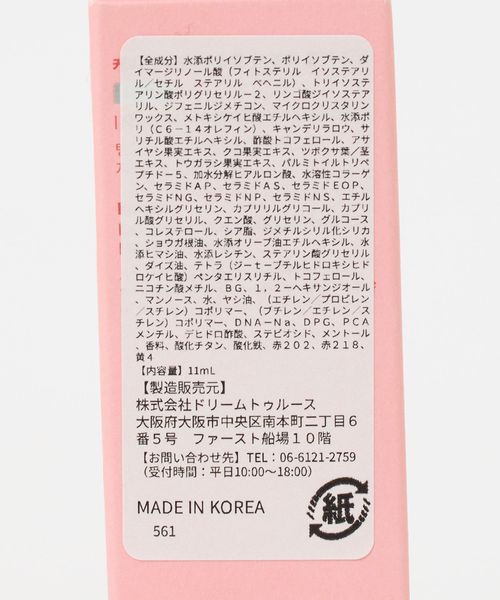 【全成分】水添ポリイソブテン、ポリイソブテン、ダ
イマージリノール酸（フィトステリル イソステアリ
ル／セチル ステアリル ベヘニル）、トリイソステ
アリン酸ポリグリセリル－２、リンゴ酸ジイソステア
リル、ジフェニルジメチコン、マイクロクリスタリン
ワックス、メトキシケイヒ酸エチルヘキシル、水添ポ
リ（Ｃ６－１４オレフィン）、キャンデリラロウ、サ
リチル酸エチルヘキシル、酢酸トコフェロール、アサ
イヤシ果実エキス、クコ果実エキス、ツボクサ葉／茎
エキス、トウガラシ果実エキス、パルミトイルトリペ
プチド－５、加水分解ヒアルロン酸、水溶性コラーゲ
ン、セラミドＡＰ、セラミドＡＳ、セラミドＥＯＰ、
セラミドＮＧ、セラミドＮＰ、セラミドＮＳ、エチル
ヘキシルグリセリン、カプリリルグリコール、カプリ
ル酸グリセリル、クエン酸、グリセリン、グルコース
、コレステロール、シア脂、ジメチルシリル化シリカ
、ショウガ根油、水添オリーブ油エチルヘキシル、水
添ヒマシ油、水添レシチン、ステアリン酸グリセリル
、ダイズ油、テトラ（ジ－ｔ－ブチルヒドロキシヒド
ロケイヒ酸）ペンタエリスリチル、トコフェロール、
ニコチン酸メチル、ＢＧ、１，２－ヘキサンジオール
、マンノース、水、ヤシ油、（エチレン／プロピレン
／スチレン）コポリマー、（ブチレン／エチレン／ス
チレン）コポリマー、ＤＮＡ－Ｎａ、ＤＰＧ、ＰＣＡ
メンチル、デヒドロ酢酸、ステビオシド、メントール
、香料、酸化チタン、酸化鉄、赤２０２、赤２１８、
黄４
【内容量】11mL
【製造販売元】
株式会社ドリームトゥルース
大阪府大阪市中央区南本町二丁目６
番５号 ファースト船場１０階
【お問い合わせ先】TEL：06-6121-2759
（受付時間：平日10:00～18:00）
紙
MADE IN KOREA
561